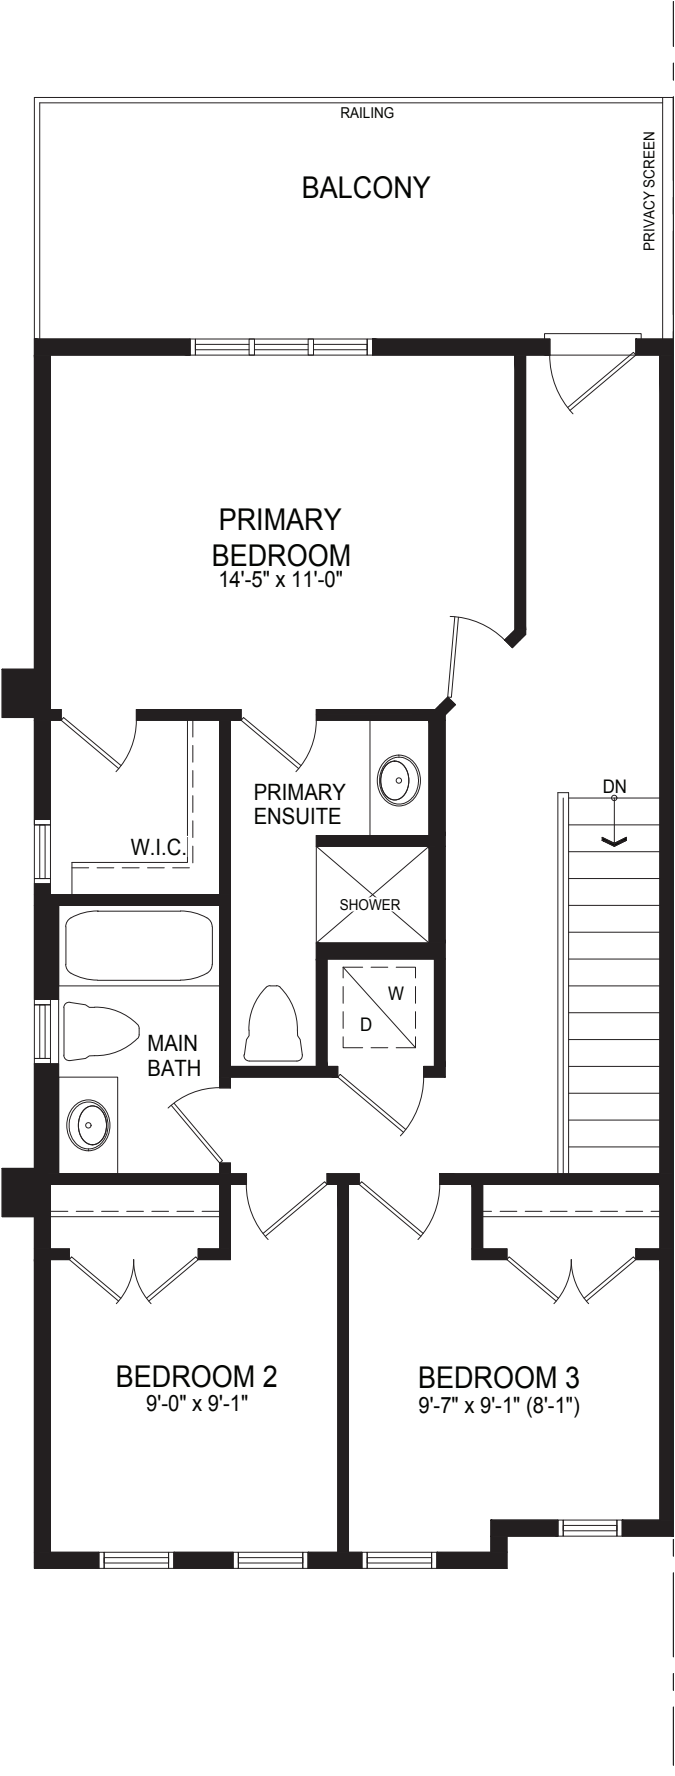 RAILING
BALCONY
PRIVACY SCREEN
PRIMARY
BEDROOM
14'-5" x 11'-0"
DN
PRIMARY
ENSUITE
W.I.C.
SHOWER
W
D
MAIN
BATH
BEDROOM 2
9'-0" x 9'-1"
BEDROOM 3
9'-7" x 9'-1" (8'-1")